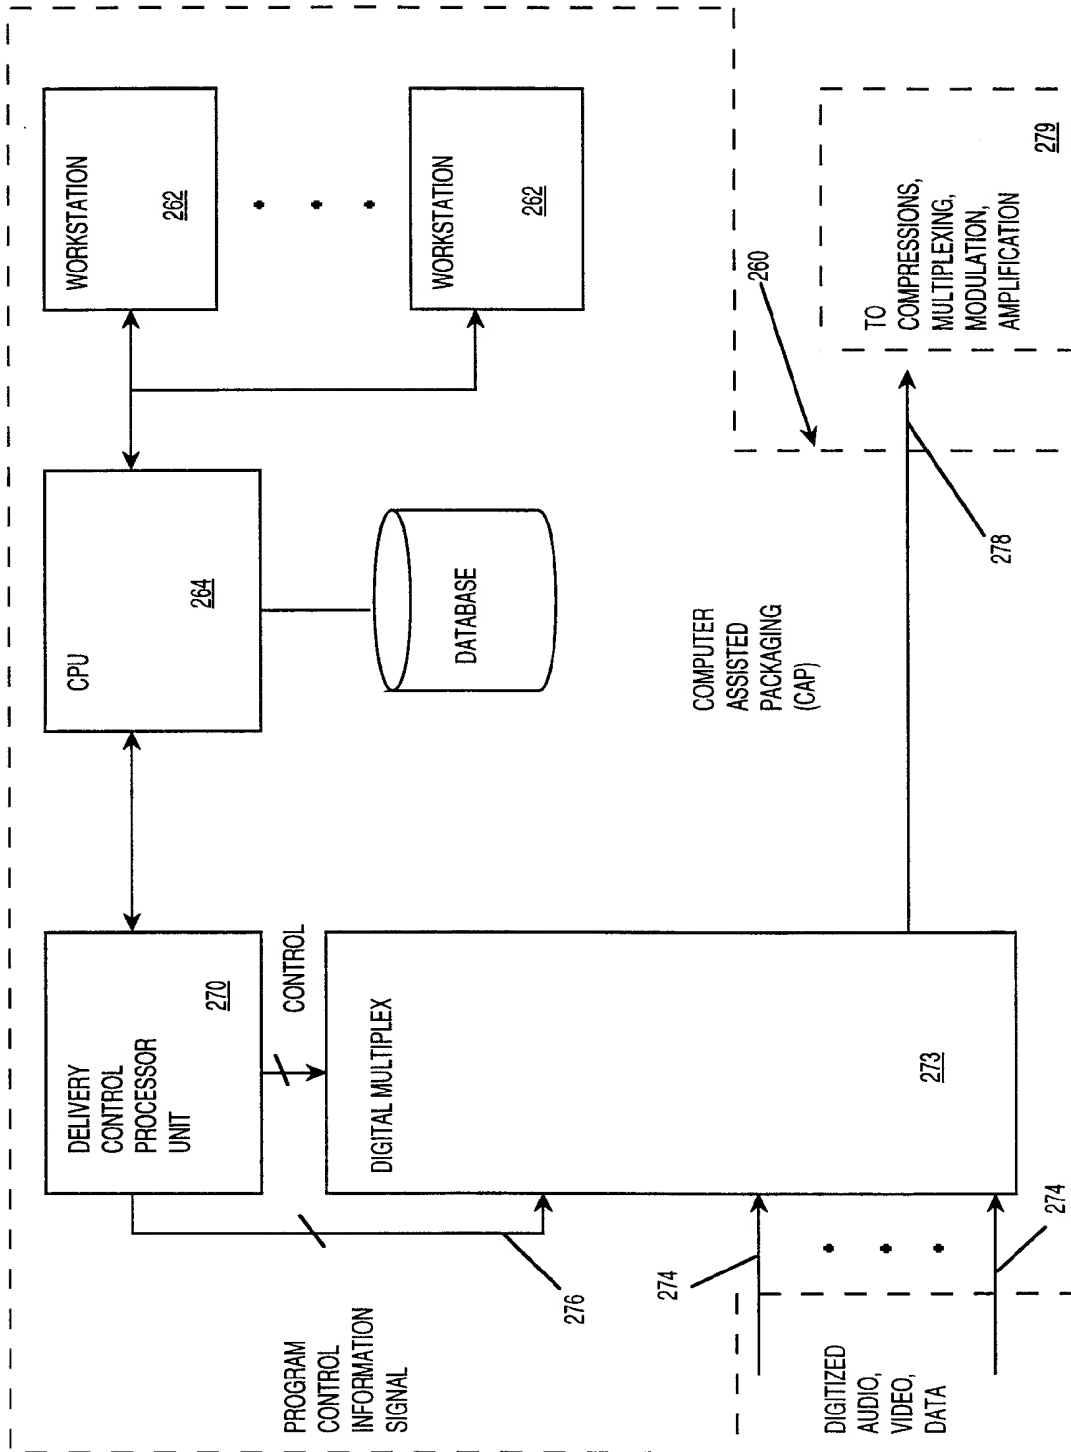 WORKSTATION
262
WORKSTATION
262
CPU
264
DATABASE
DELIVERY
CONTROL
PROCESSOR
UNIT
270
CONTROL
DIGITAL MULTIPLEX
273
PROGRAM
CONTROL
INFORMATION
SIGNAL
276
DIGITIZED
AUDIO,
VIDEO,
DATA
274
274
COMPUTER
ASSISTED
PACKAGING
(CAP)
260
278
TO
COMPRESSIONS,
MULTIPLEXING,
MODULATION,
AMPLIFICATION
279